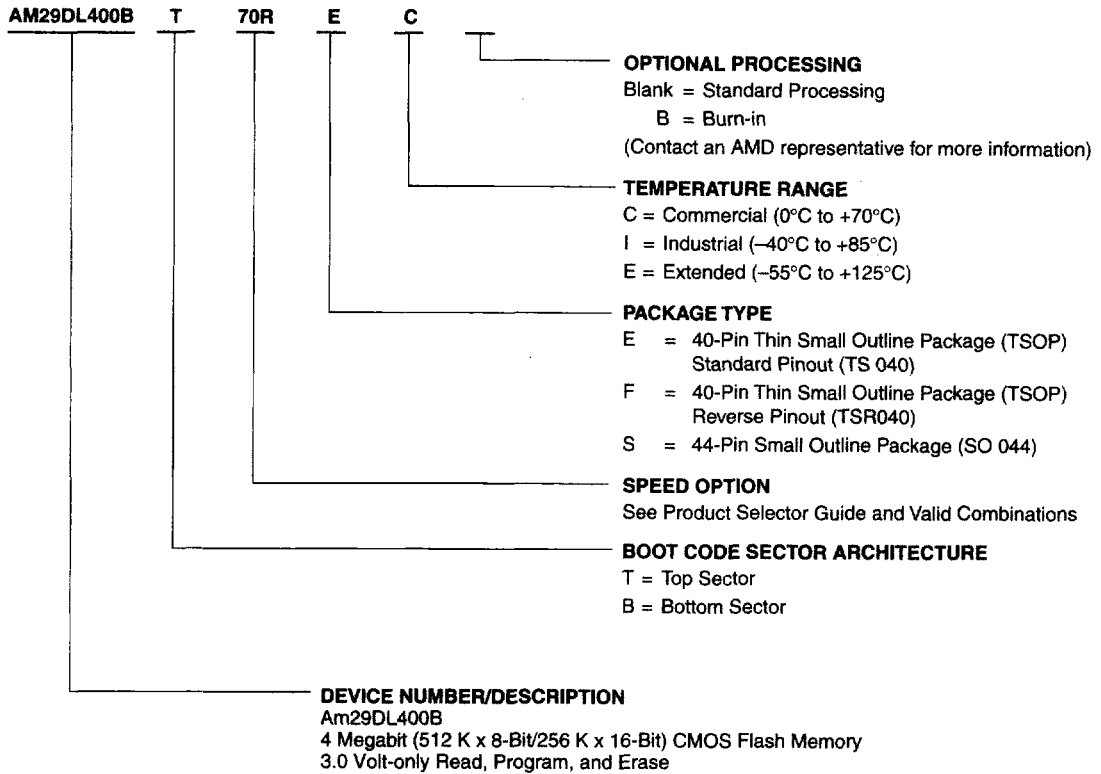 AM29DL400B T 70R E C
OPTIONAL PROCESSING
Blank = Standard Processing
B = Burn-in
(Contact an AMD representative for more information)
TEMPERATURE RANGE
C = Commercial (0°C to +70°C)
I = Industrial (–40°C to +85°C)
E = Extended (–55°C to +125°C)
PACKAGE TYPE
E = 40-Pin Thin Small Outline Package (TSOP)
Standard Pinout (TS 040)
F = 40-Pin Thin Small Outline Package (TSOP)
Reverse Pinout (TSR040)
S = 44-Pin Small Outline Package (SO 044)
SPEED OPTION
See Product Selector Guide and Valid Combinations
BOOT CODE SECTOR ARCHITECTURE
T = Top Sector
B = Bottom Sector
DEVICE NUMBER/DESCRIPTION
Am29DL400B
4 Megabit (512 K x 8-Bit/256 K x 16-Bit) CMOS Flash Memory
3.0 Volt-only Read, Program, and Erase